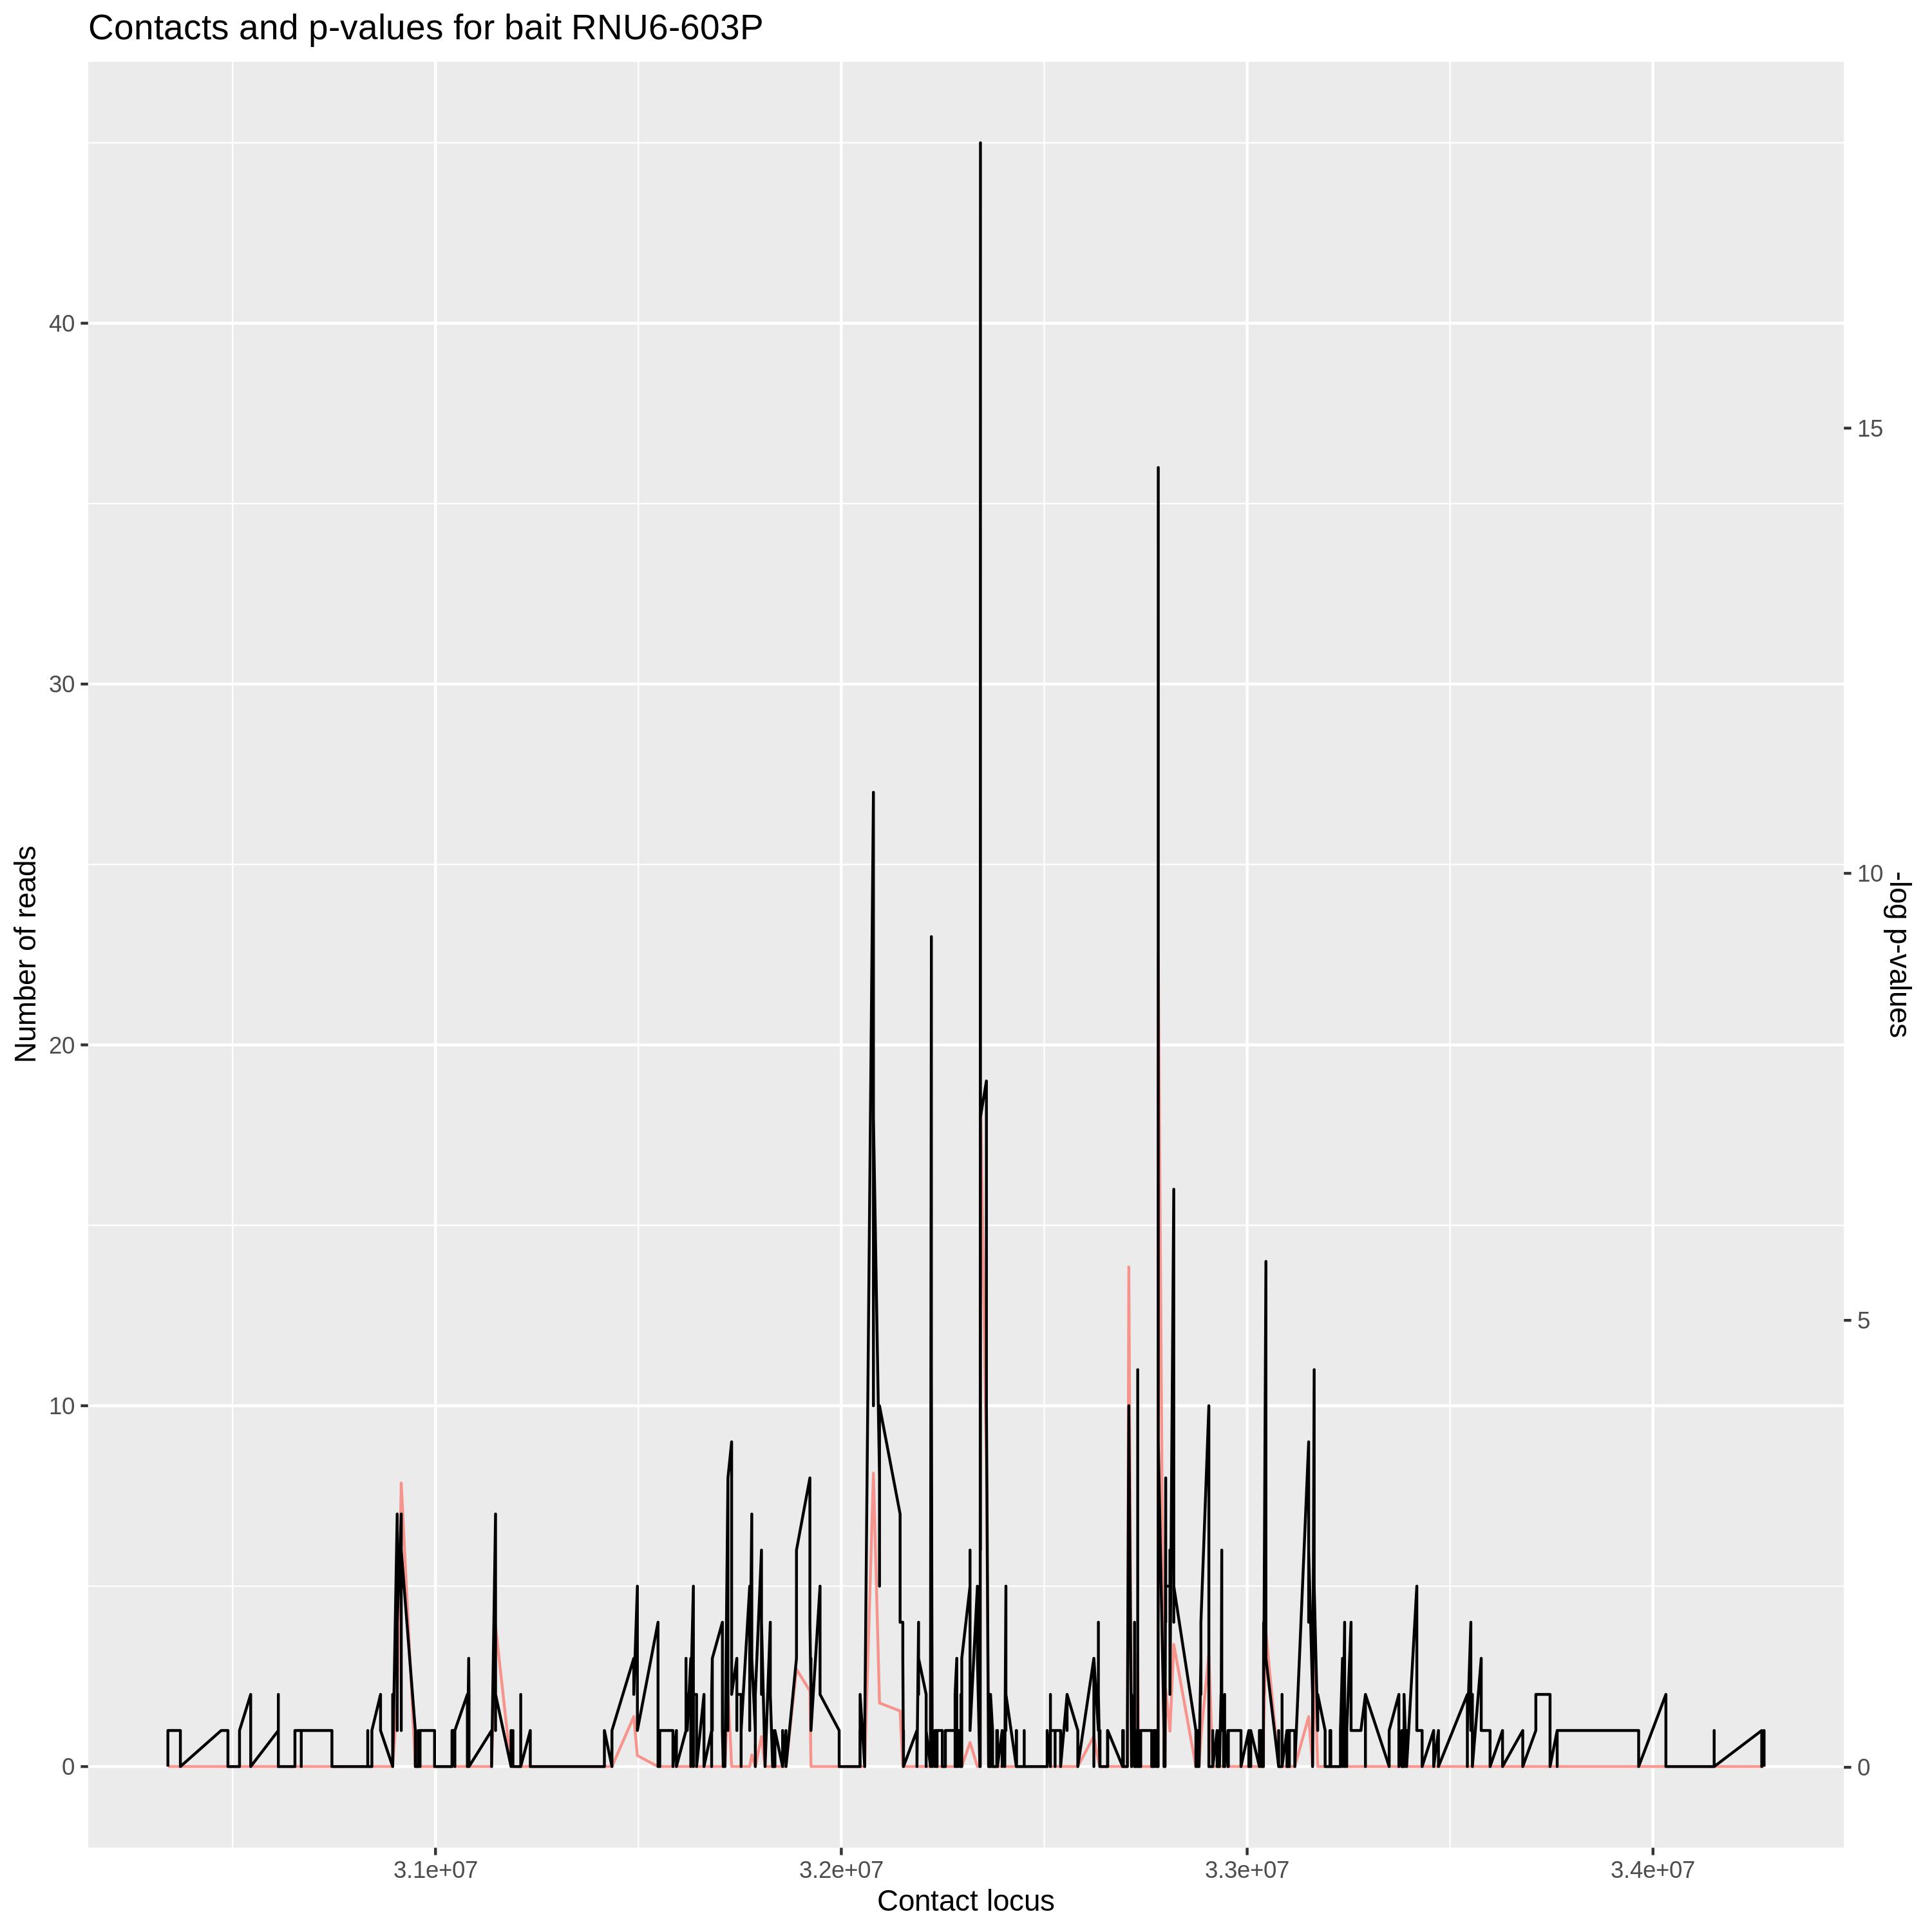 Contacts and p-values for bait RNU6-603P
40
30
20
10
0
Number of reads
15
10
5
0
-log p-values
3.1e+07
3.2e+07
3.3e+07
3.4e+07
Contact locus